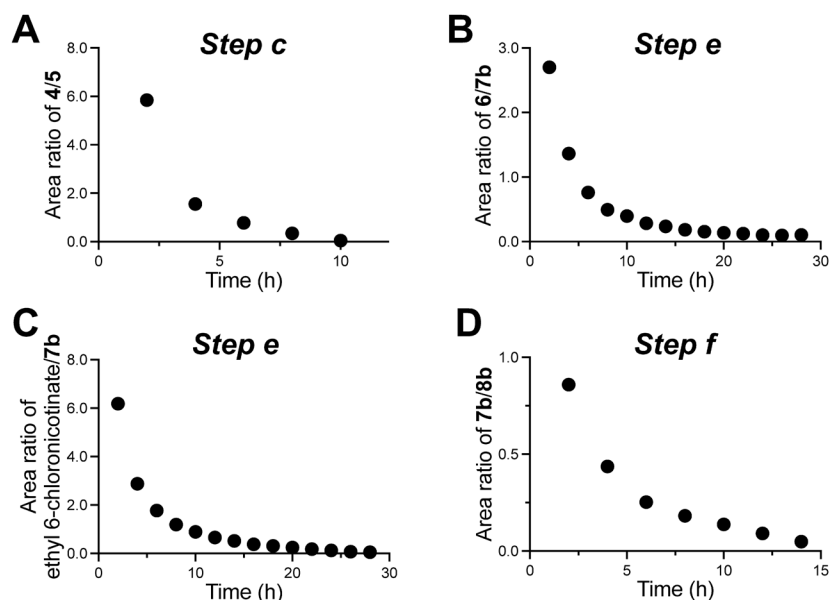 A
Step c
Area ratio of 4/5
8.0
6.0
4.0
2.0
0.0
0
5
10
Time (h)
B
Step e
Area ratio of 6/7b
3.0
2.0
1.0
0.0
0
10
20
30
Time (h)
C
Step e
Area ratio of
ethyl 6-chloronicotinate/7b
8.0
6.0
4.0
2.0
0.0
0
10
20
30
Time (h)
D
Step f
Area ratio of 7b/8b
1.0
0.5
0.0
0
5
10
15
Time (h)